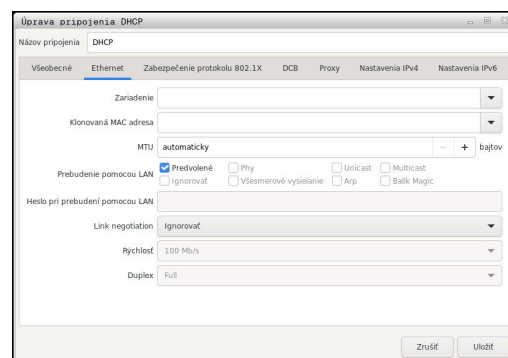 Úprava pripojenia DHCP
Názov pripojenia DHCP
Všeobecné Ethernet Zabezpečenie protokolu 802.1X DCB Proxy Nastavenia IPv4 Nastavenia IPv6
Zariadenie
Klonovaná MAC adresa
MTU automaticky − + bajtov
Prebudenie pomocou LAN Predvolené Phy Unicast Multicast
Ignorovať Všesmerové vysielanie Arp Balík Magic
Heslo pri prebudení pomocou LAN
Link negotiation Ignorovať
Rýchlosť 100 Mb/s
Duplex Full
Zrušiť Uložiť